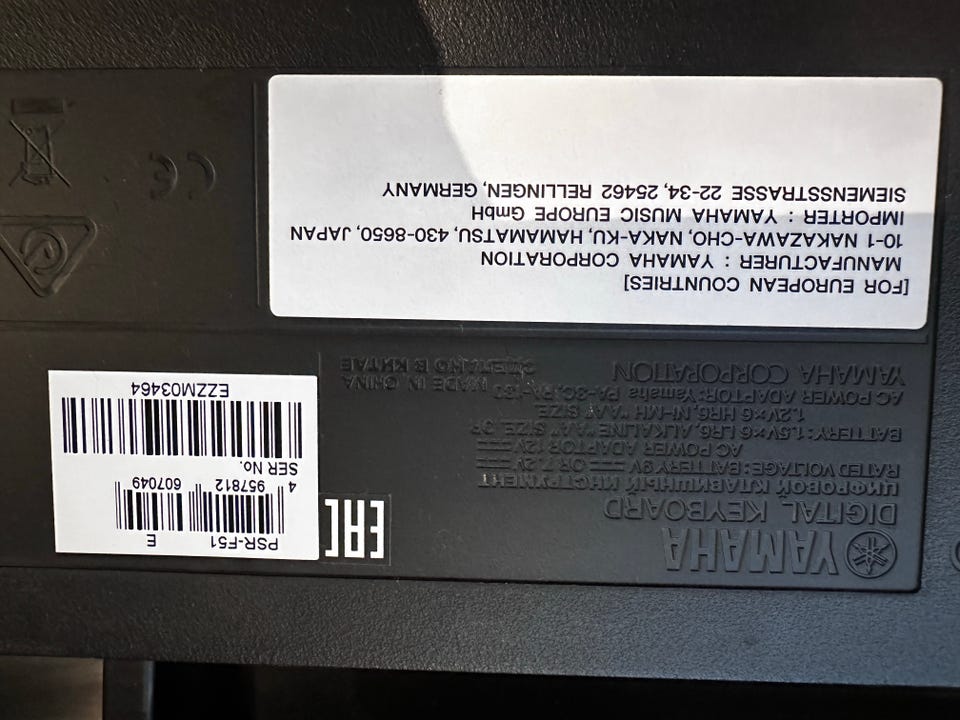 YAMAHA
DIGITAL KEYBOARD
ЦИФРОВОЙ КЛАВИШНЫЙ ИНСТРУМЕНТ
RATED VOLTAGE: BATTERY 9V OR 7.2V
AC POWER ADAPTOR 12V
BATTERY: 1.5V×6 LR6, ALKALINE "AA" SIZE, OR
1.2V×6 HR6, Ni-MH "AA" SIZE.
AC POWER ADAPTOR: Yamaha PA-3C, PA-130
YAMAHA CORPORATION
MADE IN CHINA
СДЕЛАНО В КИТАЕ
EAC
PSR-F51 E
4 957812 607049
SER No.
EZZM03464
[FOR EUROPEAN COUNTRIES]
MANUFACTURER : YAMAHA CORPORATION
10-1 NAKAZAWA-CHO, NAKA-KU, HAMAMATSU, 430-8650, JAPAN
IMPORTER : YAMAHA MUSIC EUROPE GmbH
SIEMENSSTRASSE 22-34, 25462 RELLINGEN, GERMANY
CE